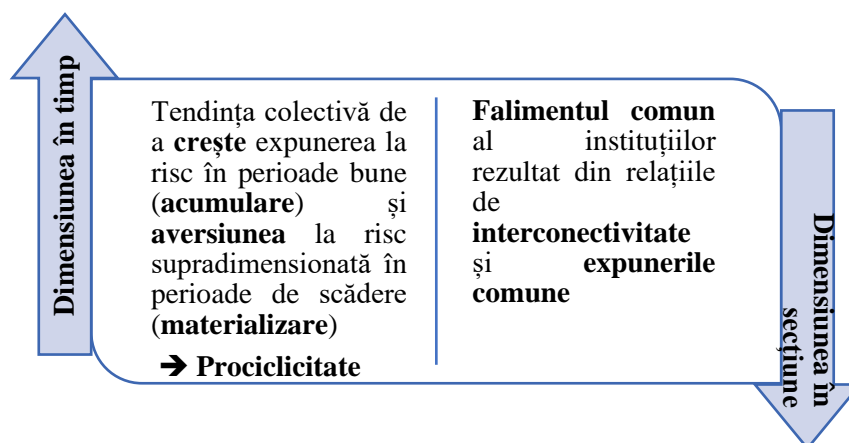 Dimensiunea în timp
Tendința colectivă de
a crește expunerea la
risc în perioade bune
(acumulare) și
aversiunea la risc
supradimensionată în
perioade de scădere
(materializare)
➔ Prociclicitate
Falimentul comun
al instituțiilor
rezultat din relațiile
de
interconectivitate
și expunerile
comune
Dimensiunea în
secțiune